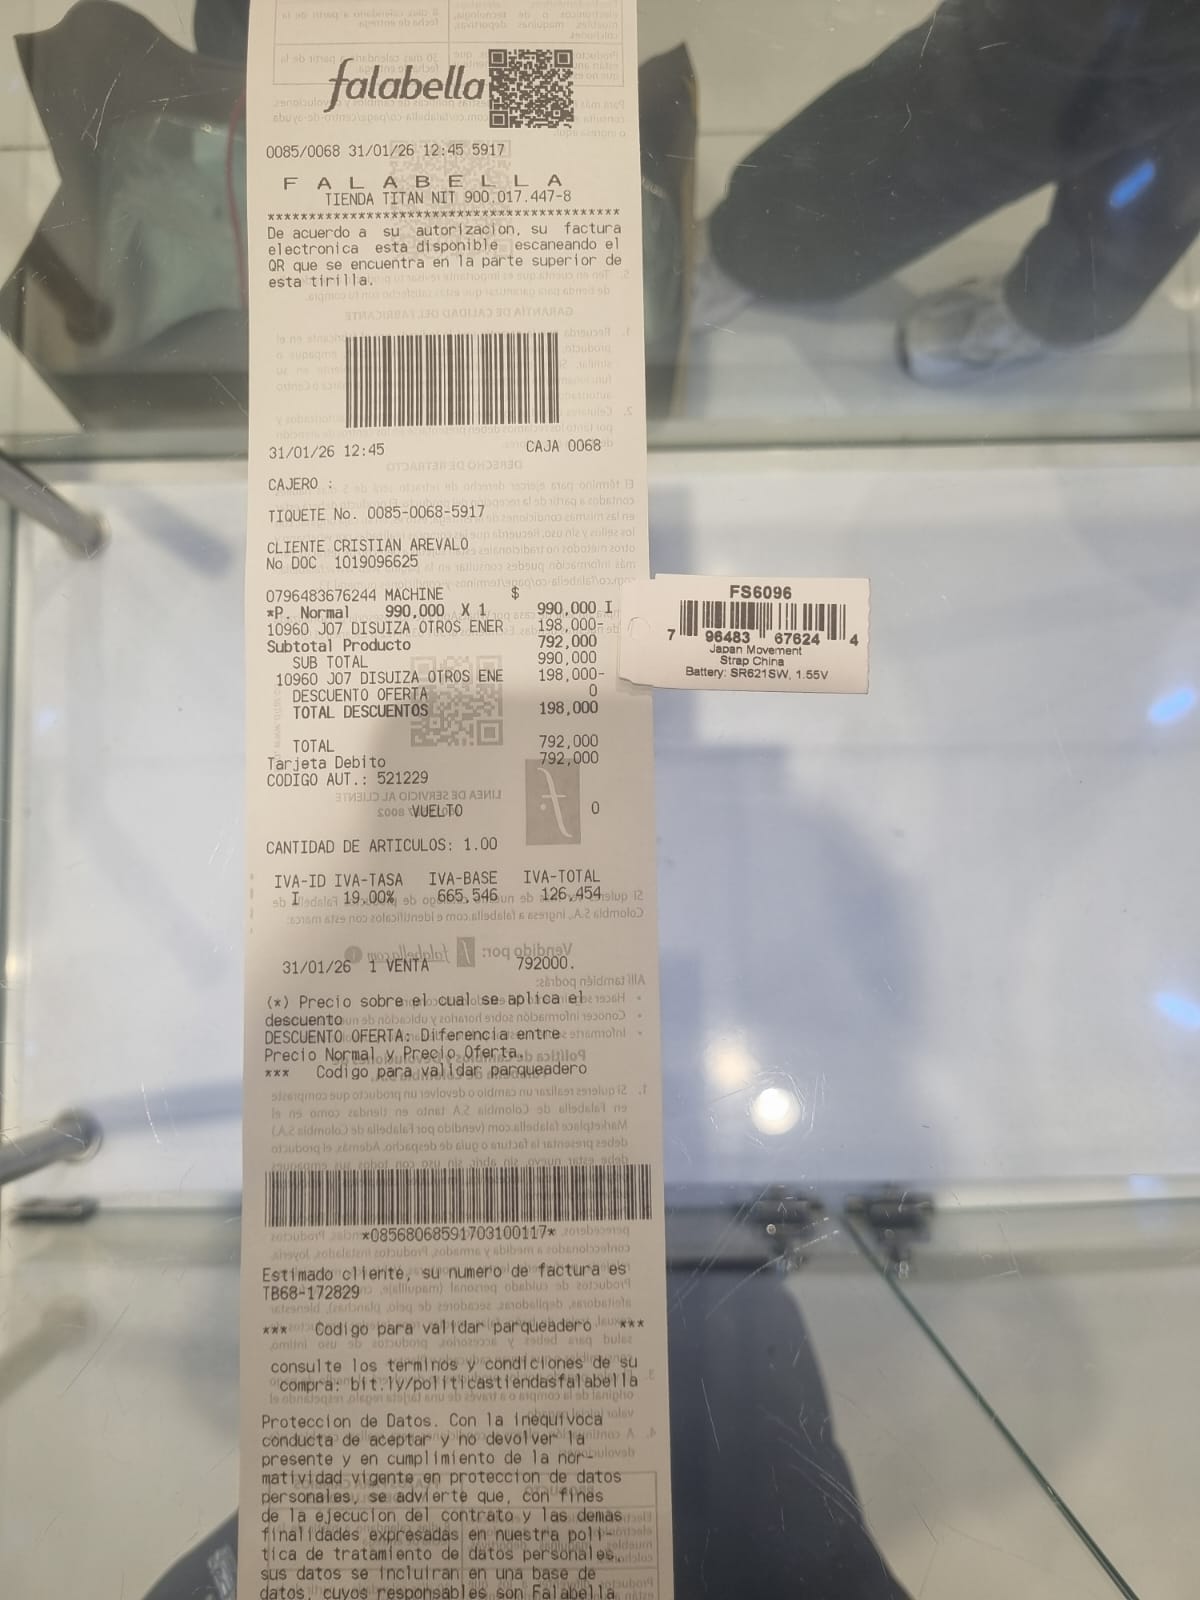 falabella
0085/0068 31/01/26 12:45 5917
F A L A B E L L A
TIENDA TITAN NIT 900.017.447-8
****************************************
De acuerdo a su autorizacion, su factura
electronica esta disponible escaneando el
QR que se encuentra en la parte superior de
esta tirilla.
31/01/26 12:45 CAJA 0068
CAJERO :
TIQUETE No. 0085-0068-5917
CLIENTE CRISTIAN AREVALO
No DOC 1019096625
0796483676244 MACHINE $
*P. Normal 990,000 X 1 990,000 I
10960 J07 DISUIZA OTROS ENER 198,000-
Subtotal Producto 792,000
SUB TOTAL 990,000
10960 J07 DISUIZA OTROS ENE 198,000-
DESCUENTO OFERTA 0
TOTAL DESCUENTOS 198,000
TOTAL 792,000
Tarjeta Debito 792,000
CODIGO AUT.: 521229
VUELTO 0
CANTIDAD DE ARTICULOS: 1.00
IVA-ID IVA-TASA IVA-BASE IVA-TOTAL
I 19.00% 665,546 126,454
31/01/26 1 VENTA 792000.
(*) Precio sobre el cual se aplica el
descuento
DESCUENTO OFERTA: Diferencia entre
Precio Normal y Precio Oferta.
*** Codigo para validar parqueadero
*08568068591703100117*
Estimado cliente, su numero de factura es
TB68-172829
*** Codigo para validar parqueadero ***
consulte los terminos y condiciones de su
compra: bit.ly/politicastiendasfalabella
Proteccion de Datos. Con la inequivoca
conducta de aceptar y no devolver la
presente y en cumplimiento de la nor-
matividad vigente en proteccion de datos
personales, se advierte que, con fines
de la ejecucion del contrato y las demas
finalidades expresadas en nuestra poli-
tica de tratamiento de datos personales,
sus datos se incluiran en una base de
datos, cuyos responsables son Falabella
FS6096
7 96483 67624 4
Japan Movement
Strap China
Battery: SR621SW, 1.55V